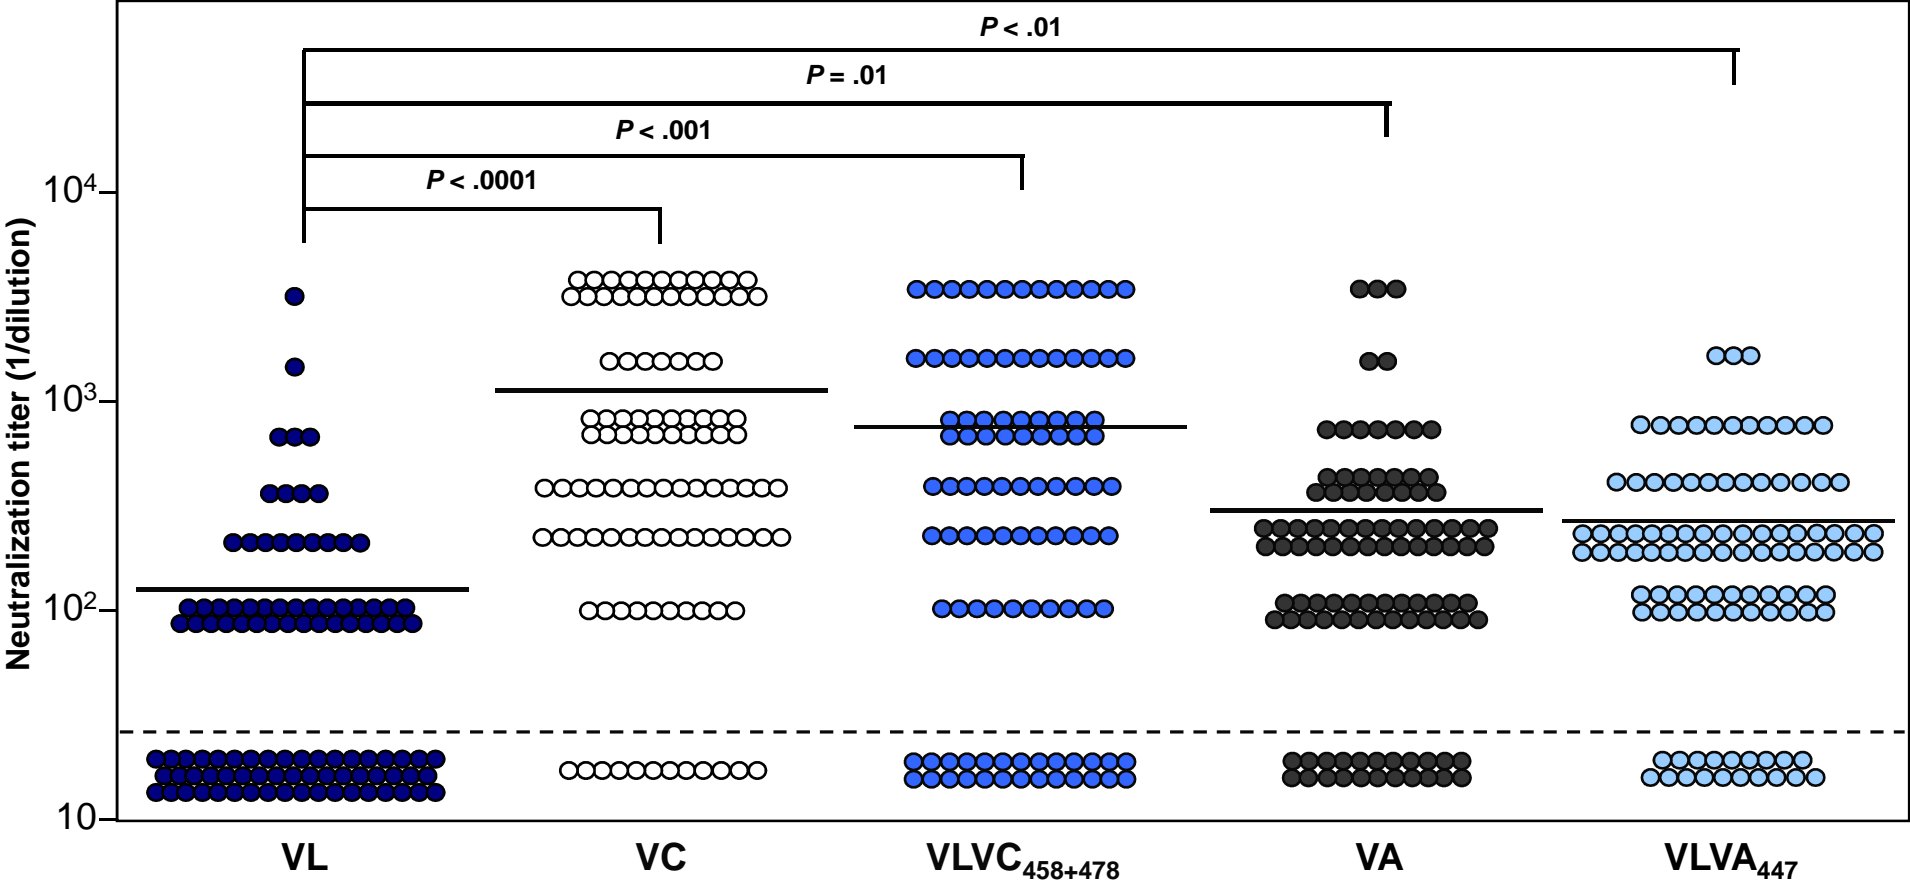 P < .01
P = .01
P < .001
P < .0001
10⁴
10³
10²
10
Neutralization titer (1/dilution)
VL VC VLVC₄₅₈₊₄₇₈ VA VLVA₄₄₇